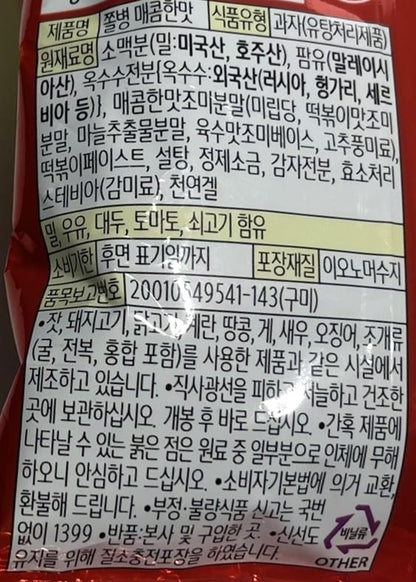 제품명 쫄병 매콤한맛 식품유형 과자(유탕처리제품)
원재료명 소맥분(밀:미국산, 호주산), 팜유(말레이시
아산), 옥수수전분{옥수수:외국산(러시아, 헝가리, 세르
비아 등)}, 매콤한맛조미분말(미림당, 떡볶이맛조미
분말, 마늘추출물분말, 육수맛조미베이스, 고추풍미료),
떡볶이페이스트, 설탕, 정제소금, 감자전분, 효소처리
스테비아(감미료), 천연겔
밀, 우유, 대두, 토마토, 쇠고기 함유
소비기한 후면 표기일까지 포장재질 이오노머수지
품목보고번호 20010549541-143(구미)
•잣, 돼지고기, 닭고기, 계란, 땅콩, 게, 새우, 오징어, 조개류
(굴, 전복, 홍합 포함)를 사용한 제품과 같은 시설에서
제조하고 있습니다. •직사광선을 피하고 서늘하고 건조한
곳에 보관하십시오. 개봉 후 바로 드십시오. •간혹 제품에
나타날 수 있는 붉은 점은 원료 중 일부분으로 인체에 무해
하오니 안심하고 드십시오. •소비자기본법에 의거 교환,
환불해 드립니다. •부정·불량식품 신고는 국번
없이 1399 •반품:본사 및 구입한 곳. •신선도
유지를 위해 질소충전포장을 하였습니다.
비닐류
OTHER